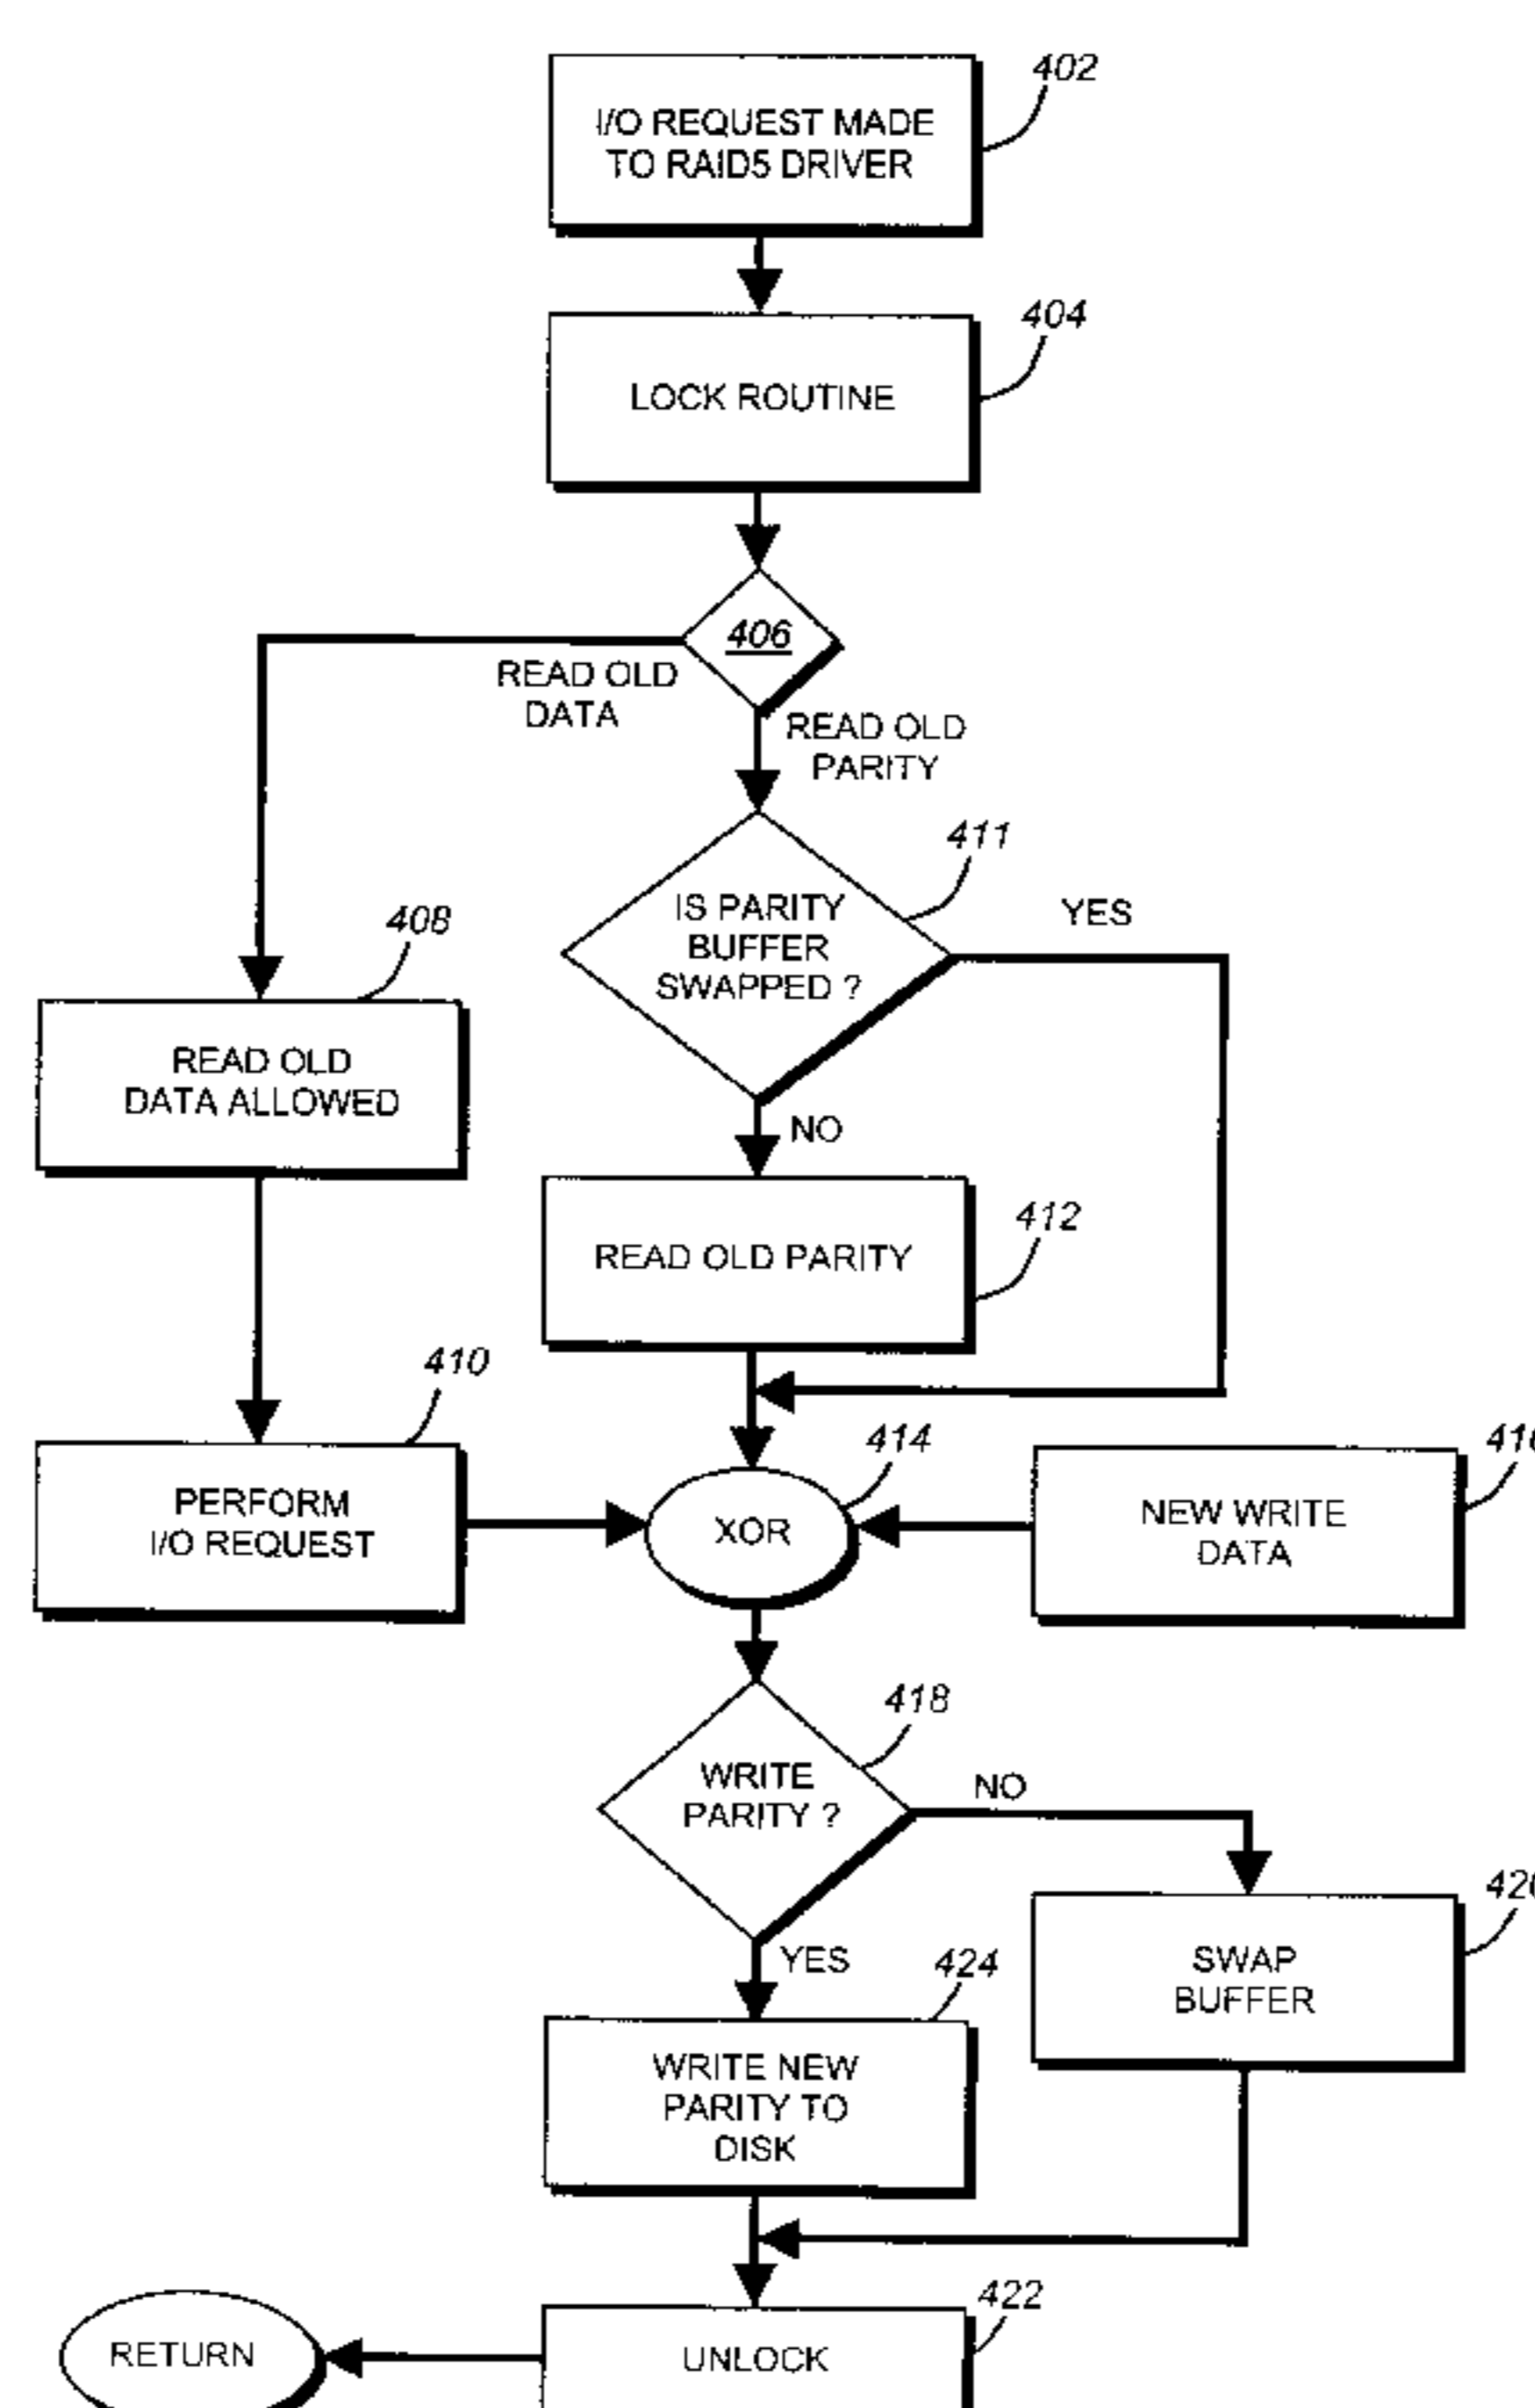 402
I/O REQUEST MADE
TO RAID5 DRIVER
404
LOCK ROUTINE
406
READ OLD
DATA
READ OLD
PARITY
411
IS PARITY
BUFFER
SWAPPED ?
YES
408
READ OLD
DATA ALLOWED
NO
412
READ OLD PARITY
410
PERFORM
I/O REQUEST
414
XOR
NEW WRITE
DATA
418
WRITE
PARITY ?
NO
SWAP
BUFFER
YES
424
WRITE NEW
PARITY TO
DISK
422
UNLOCK
RETURN